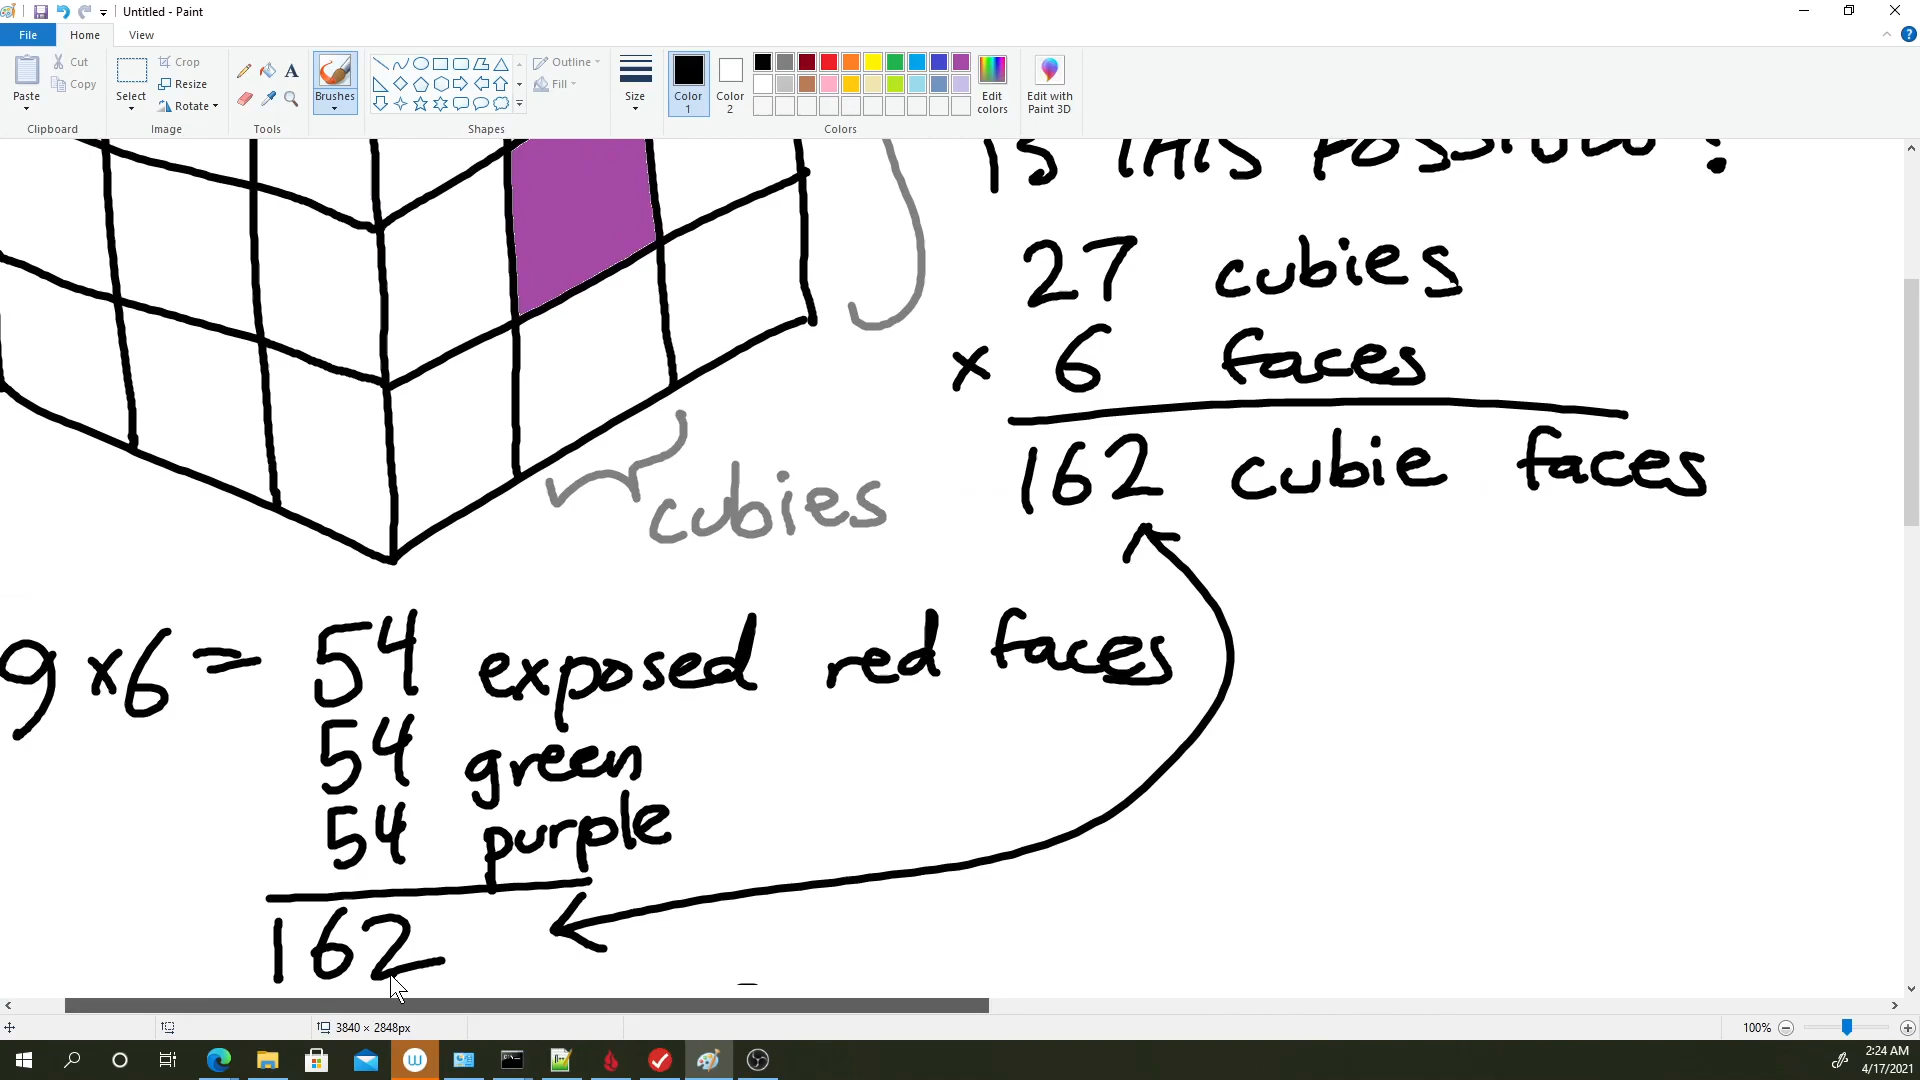 Untitled - Paint
File Home View
Paste
Cut
Copy
Clipboard
Select
Crop
Resize
Rotate
Image
Tools
Brushes
Shapes
Outline
Fill
Size
Color 1
Color 2
Colors
Edit colors
Edit with Paint 3D
is this possible?
27 cubies
x 6 faces
162 cubie faces
cubies
9 x 6 = 54 exposed red faces
54 green
54 purple
162
3840 × 2848px
100%
2:24 AM
4/17/2021